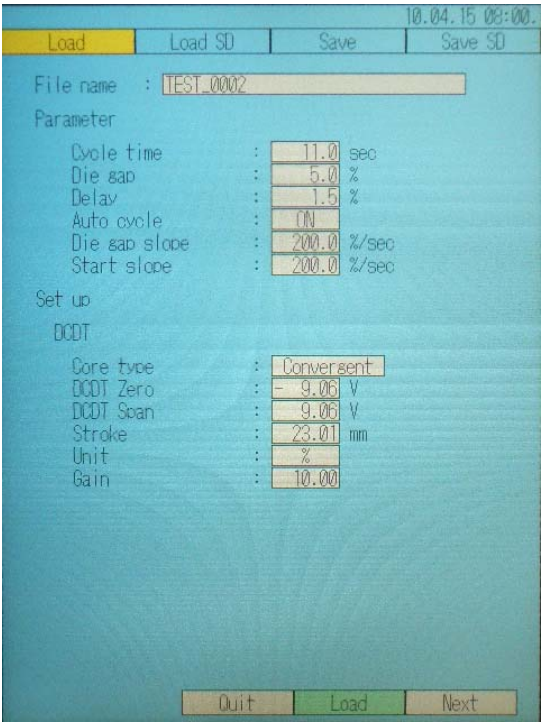 10.04.15 08:00.
Load Load SD Save Save SD
File name : TEST_0002
Parameter
Cycle time : 11.0 sec
Die gap : 5.0 %
Delay : 1.5 %
Auto cycle : ON
Die gap slope : 200.0 %/sec
Start slope : 200.0 %/sec
Set up
DCDT
Core type : Convergent
DCDT Zero : - 9.06 V
DCDT Span : 9.06 V
Stroke : 23.01 mm
Unit : %
Gain : 10.00
Quit Load Next